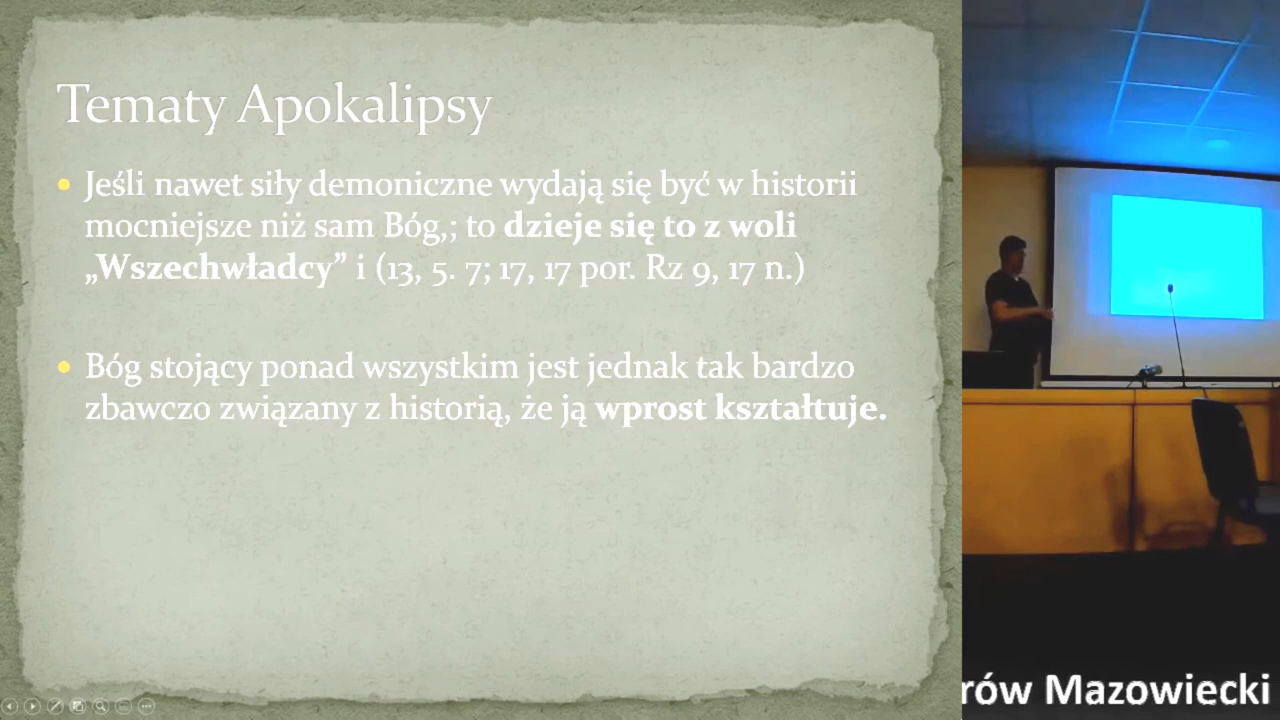 Tematy Apokalipsy
• Jeśli nawet siły demoniczne wydają się być w historii
mocniejsze niż sam Bóg,; to dzieje się to z woli
„Wszechwładcy” i (13, 5. 7; 17, 17 por. Rz 9, 17 n.)
• Bóg stojący ponad wszystkim jest jednak tak bardzo
zbawczo związany z historią, że ją wprost kształtuje.
rów Mazowiecki